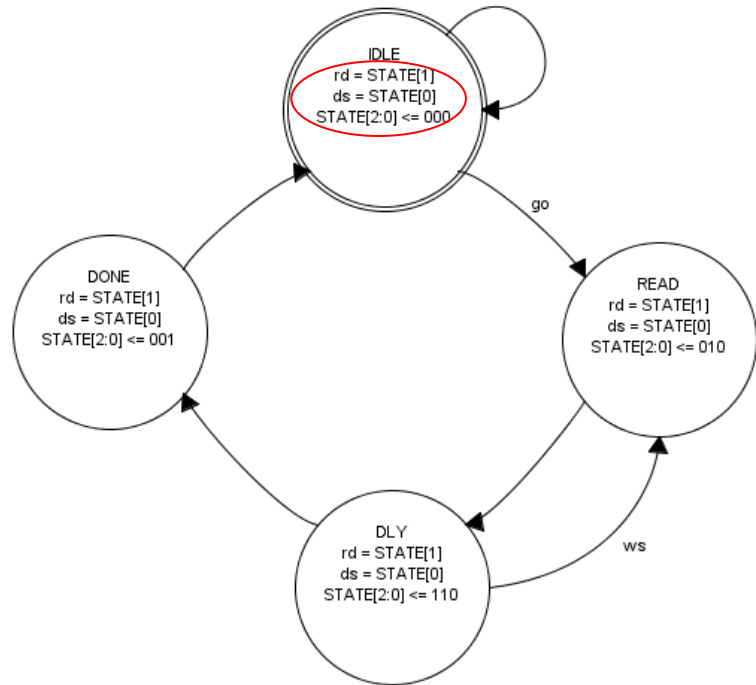 IDLE
rd = STATE[1]
ds = STATE[0]
STATE[2:0] <= 000
go
DONE
rd = STATE[1]
ds = STATE[0]
STATE[2:0] <= 001
READ
rd = STATE[1]
ds = STATE[0]
STATE[2:0] <= 010
DLY
rd = STATE[1]
ds = STATE[0]
STATE[2:0] <= 110
ws